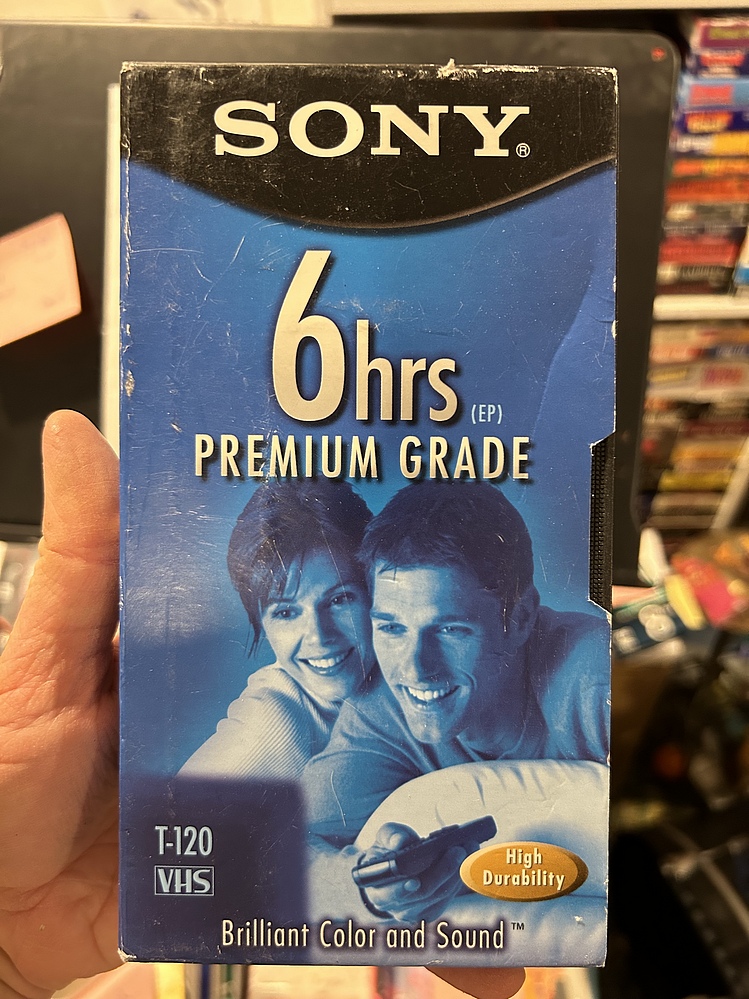 SONY®
6hrs (EP)
PREMIUM GRADE
T-120
VHS
High
Durability
Brilliant Color and Sound™